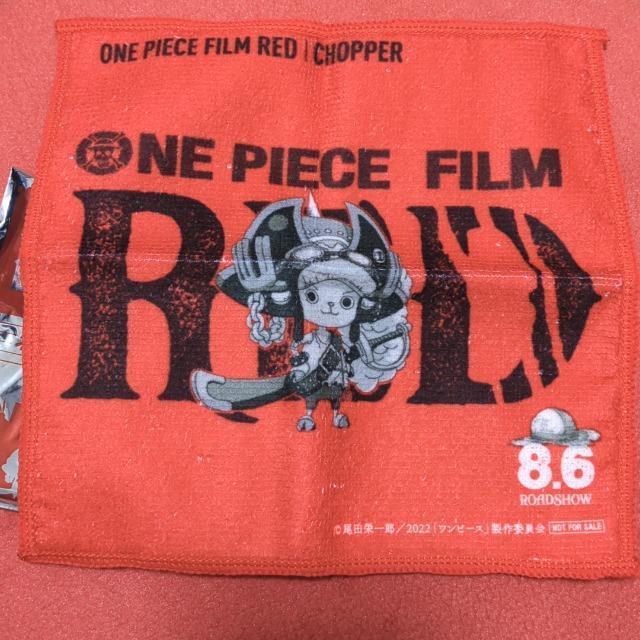 ONE PIECE FILM RED | CHOPPER
ONE PIECE FILM
RED
8.6
ROADSHOW
©尾田栄一郎／2022「ワンピース」製作委員会 NOT FOR SALE